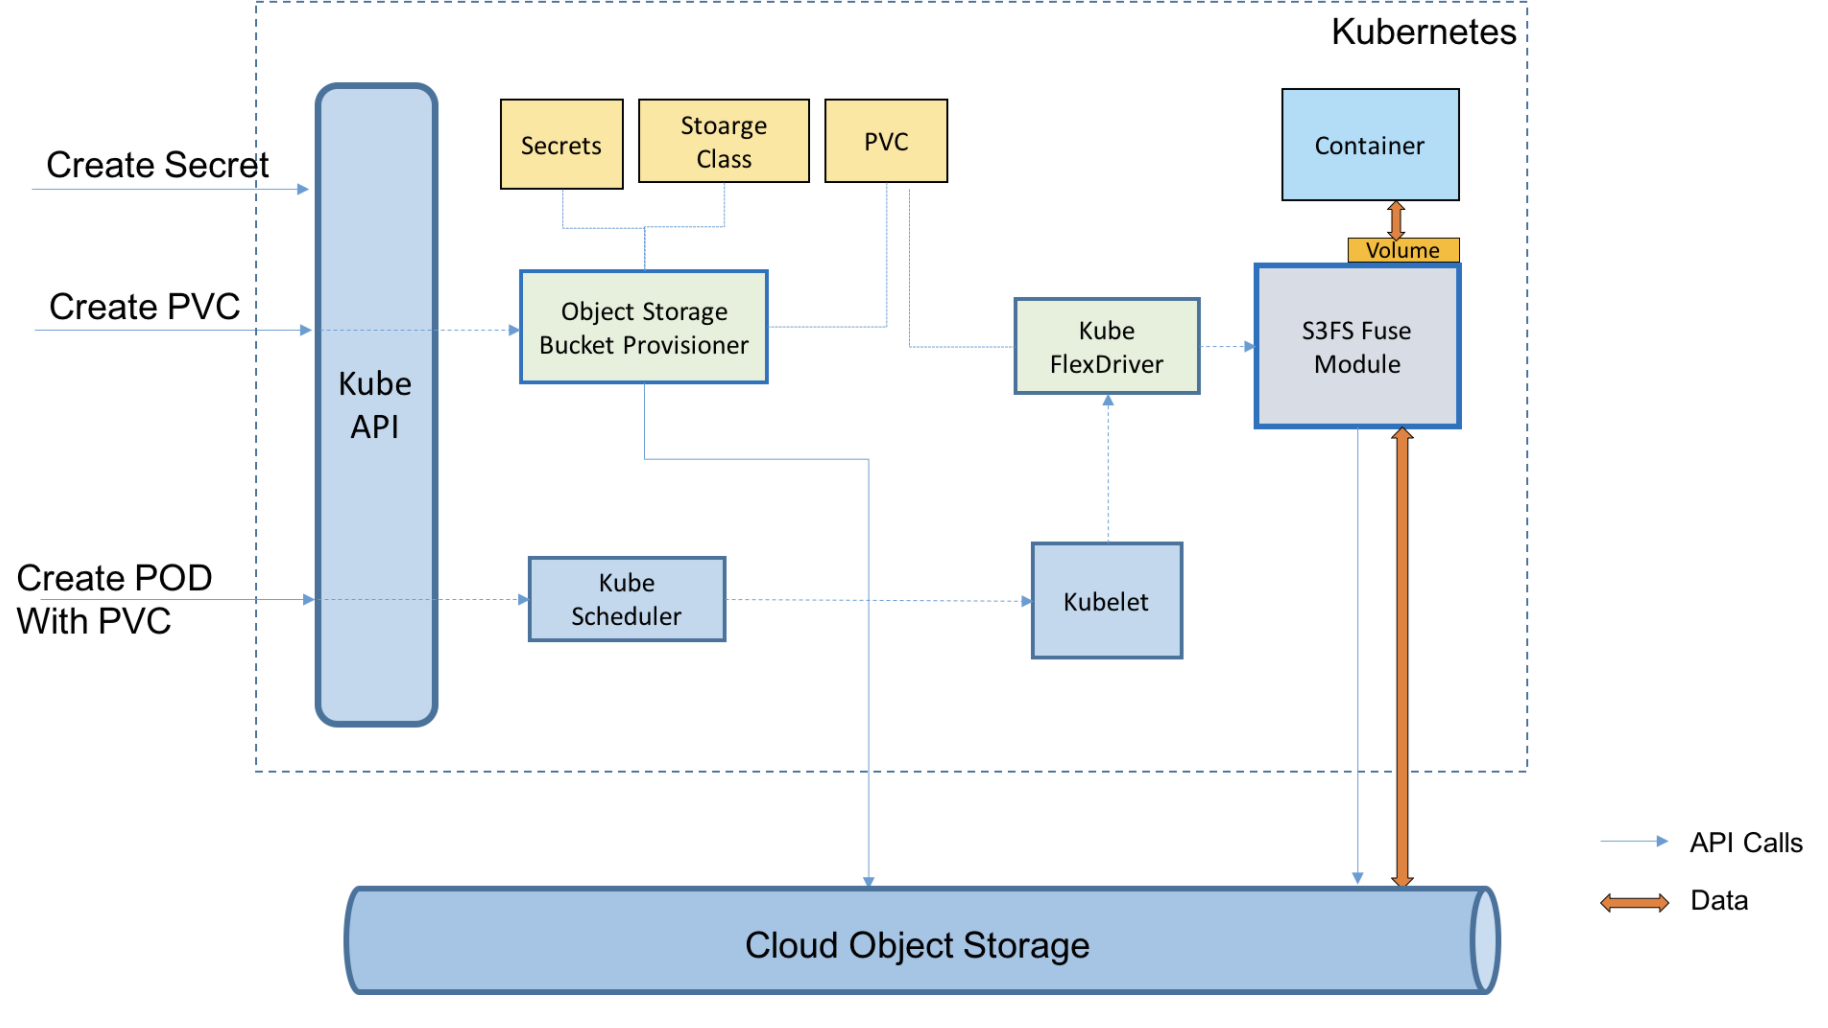 Kubernetes
Create Secret
Create PVC
Create POD
With PVC
Kube
API
Secrets
Stoarge
Class
PVC
Object Storage
Bucket Provisioner
Kube
Scheduler
Kubelet
Kube
FlexDriver
Container
Volume
S3FS Fuse
Module
Cloud Object Storage
API Calls
Data